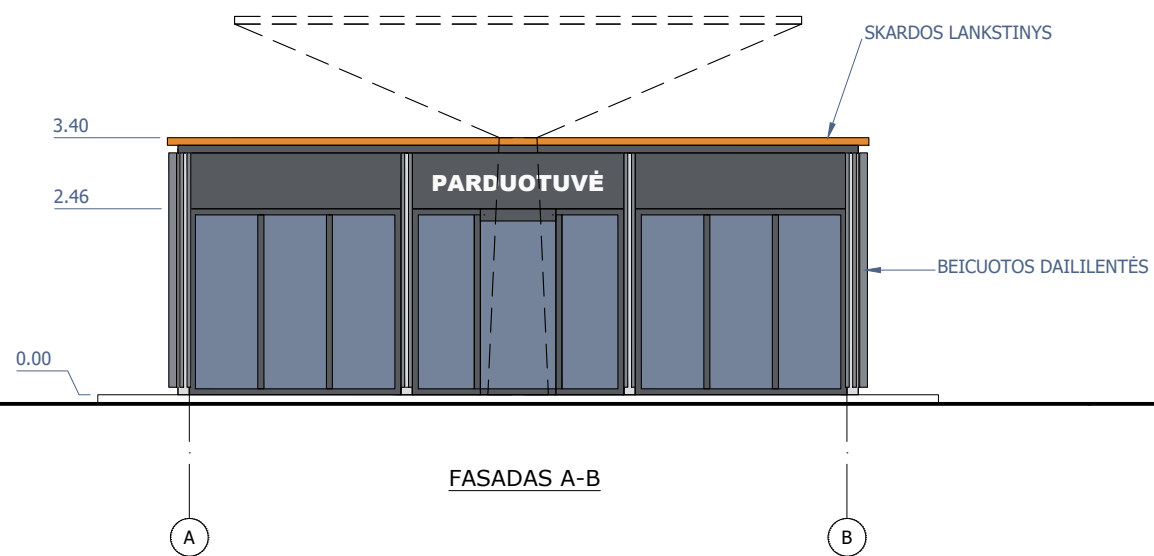 SKARDOS LANKSTINYS
3.40
PARDUOTUVĖ
2.46
BEICUOTOS DAILILENTĖS
0.00
FASADAS A-B
A
B